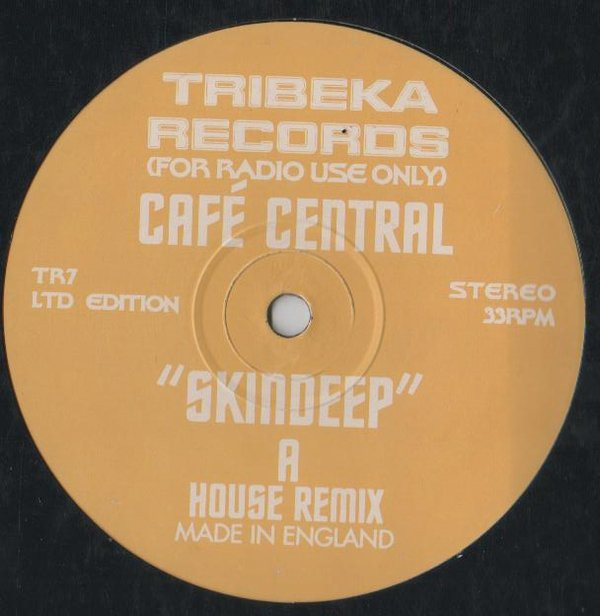 TRIBEKA
RECORDS
(FOR RADIO USE ONLY)
CAFÉ CENTRAL
TR7
LTD EDITION
STEREO
33RPM
"SKINDEEP"
A
HOUSE REMIX
MADE IN ENGLAND